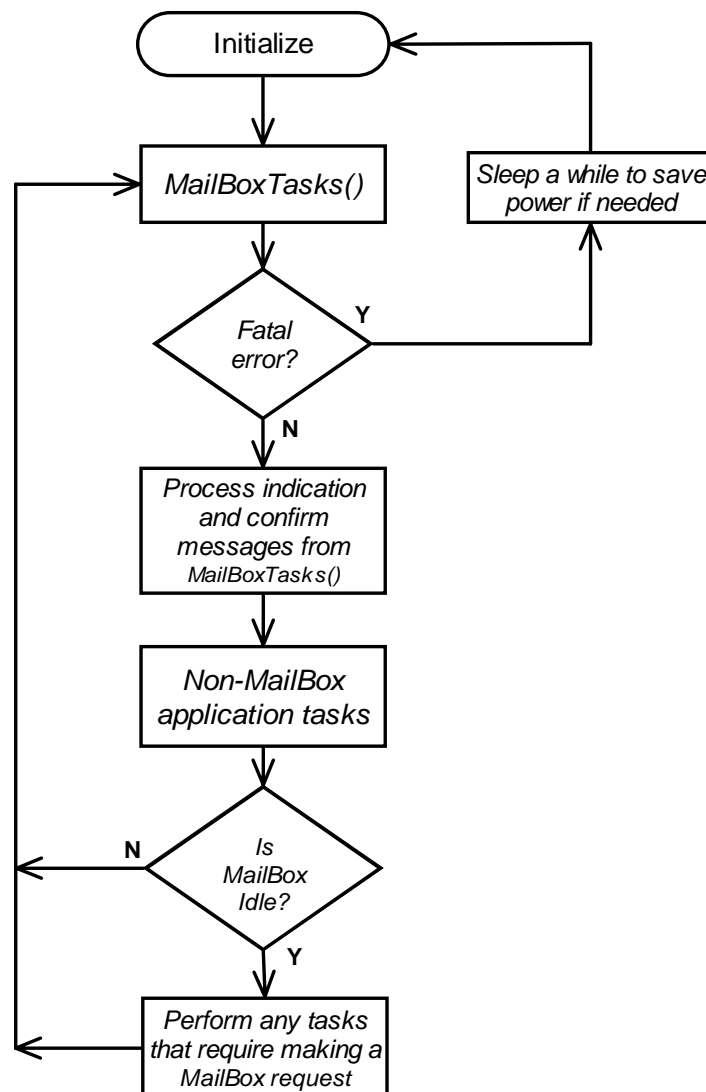 Initialize
MailBoxTasks()
Sleep a while to save
power if needed
Fatal
error?
Y
N
Process indication
and confirm
messages from
MailBoxTasks()
Non-MailBox
application tasks
Is
MailBox
Idle?
N
Y
Perform any tasks
that require making a
MailBox request